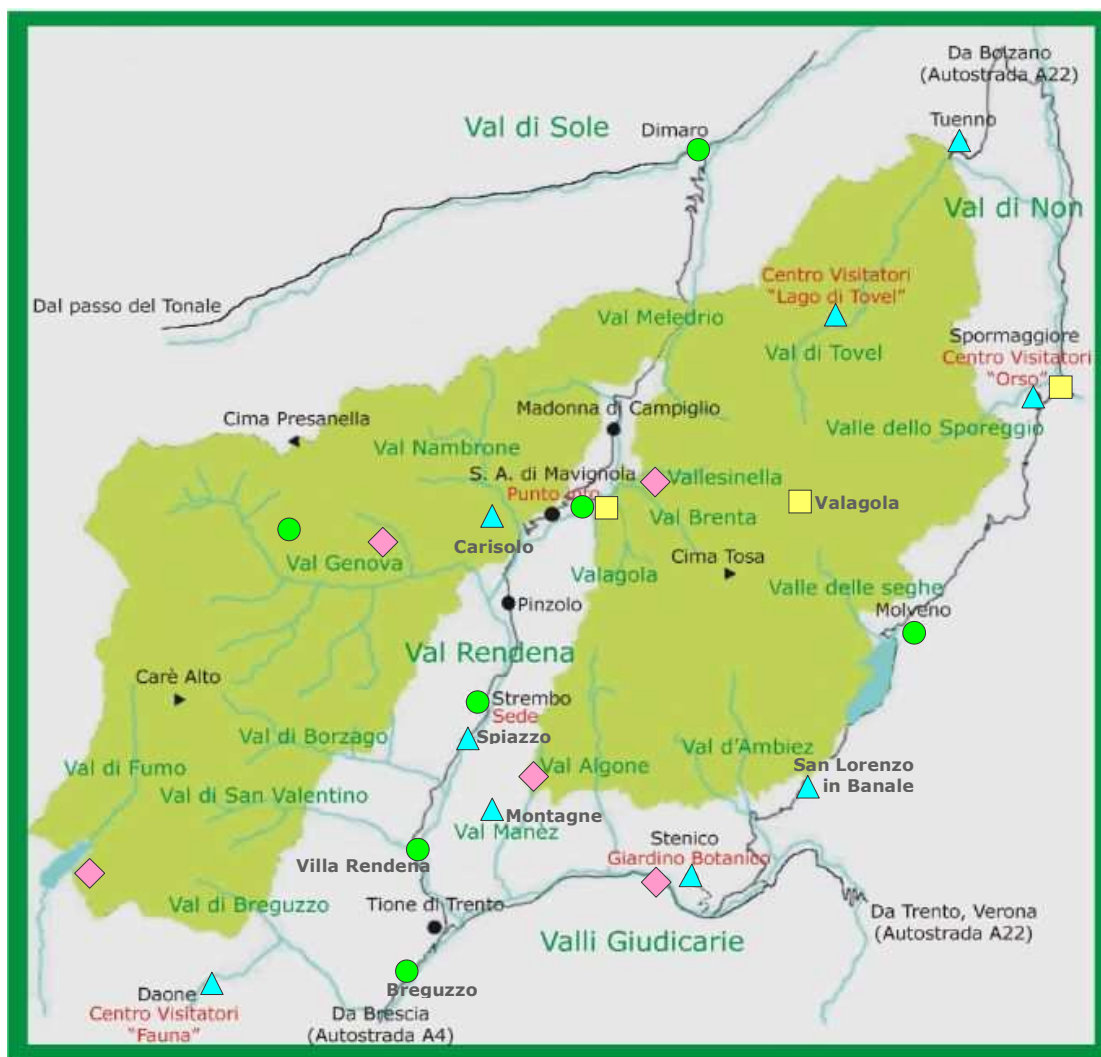 Da Bolzano
(Autostrada A22)
Tuenno
Val di Sole
Dimaro
Val di Non
Centro Visitatori
"Lago di Tovel"
Dal passo del Tonale
Val Meledrio
Val di Tovel
Spormaggiore
Centro Visitatori
"Orso"
Cima Presanella
Madonna di Campiglio
Valle dello Sporeggio
Val Nambrone
S. A. di Mavignola
Punto info
Vallesinella
Valagola
Val Brenta
Carisolo
Val Genova
Valagola
Cima Tosa
Valle delle seghe
Molveno
Pinzolo
Val Rendena
Carè Alto
Strembo
Sede
Spiazzo
Val di Borzago
Val d'Ambiez
Val di Fumo
Val Algone
San Lorenzo
in Banale
Val di San Valentino
Montagne
Val Manèz
Stenico
Giardino Botanico
Villa Rendena
Val di Breguzzo
Tione di Trento
Da Trento, Verona
(Autostrada A22)
Valli Giudicarie
Breguzzo
Daone
Centro Visitatori
"Fauna"
Da Brescia
(Autostrada A4)